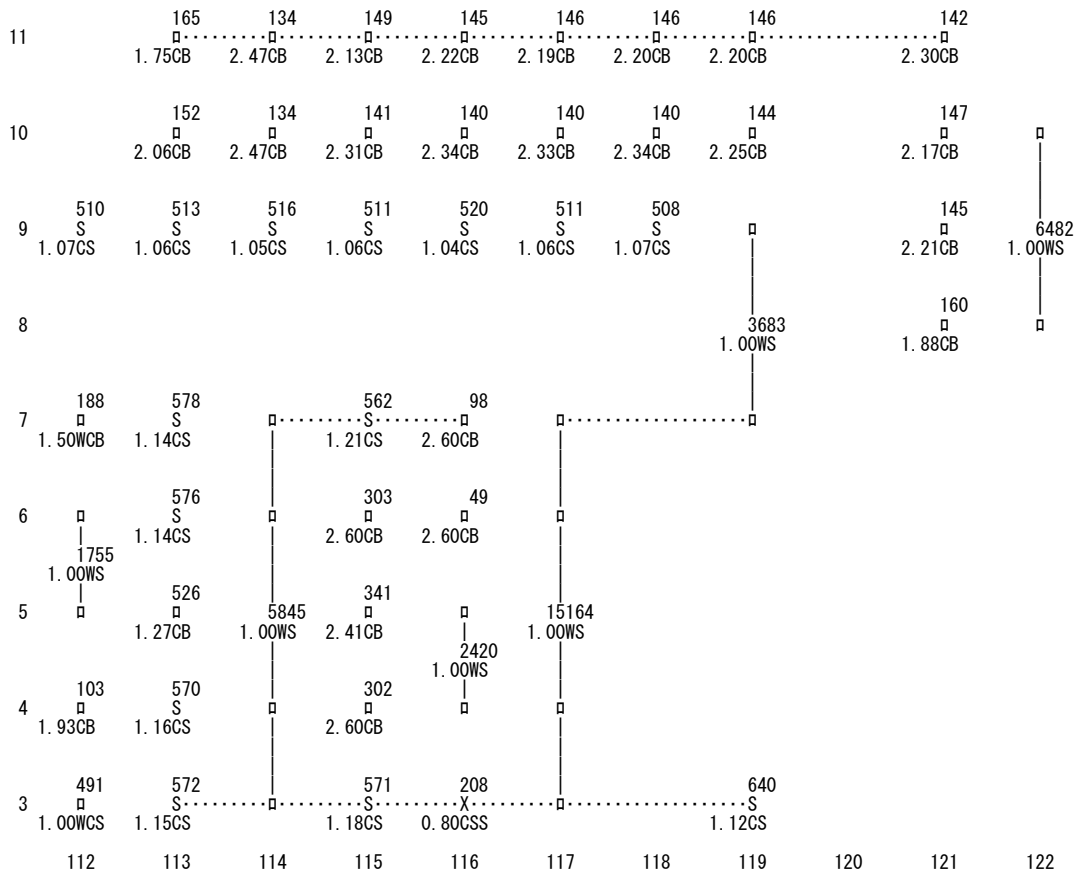 165 134 149 145 146 146 146 142
11
1.75CB 2.47CB 2.13CB 2.22CB 2.19CB 2.20CB 2.20CB 2.30CB
152 134 141 140 140 140 144 147
10
2.06CB 2.47CB 2.31CB 2.34CB 2.33CB 2.34CB 2.25CB 2.17CB
510 513 516 511 520 511 508 145
9 S S S S S S S 6482
1.07CS 1.06CS 1.05CS 1.06CS 1.04CS 1.06CS 1.07CS 2.21CB 1.00WS
160
8 3683
1.00WS 1.88CB
188 578 562 98
7 S S
1.50WCB 1.14CS 1.21CS 2.60CB
576 303 49
6 S
1.14CS 2.60CB 2.60CB
1755
1.00WS
526 341
5 5845 15164
1.27CB 1.00WS 2.41CB 1.00WS
2420
1.00WS
103 570 302
4 S
1.93CB 1.16CS 2.60CB
491 572 571 208 640
3 S S X S
1.00WCS 1.15CS 1.18CS 0.80CSS 1.12CS
112 113 114 115 116 117 118 119 120 121 122